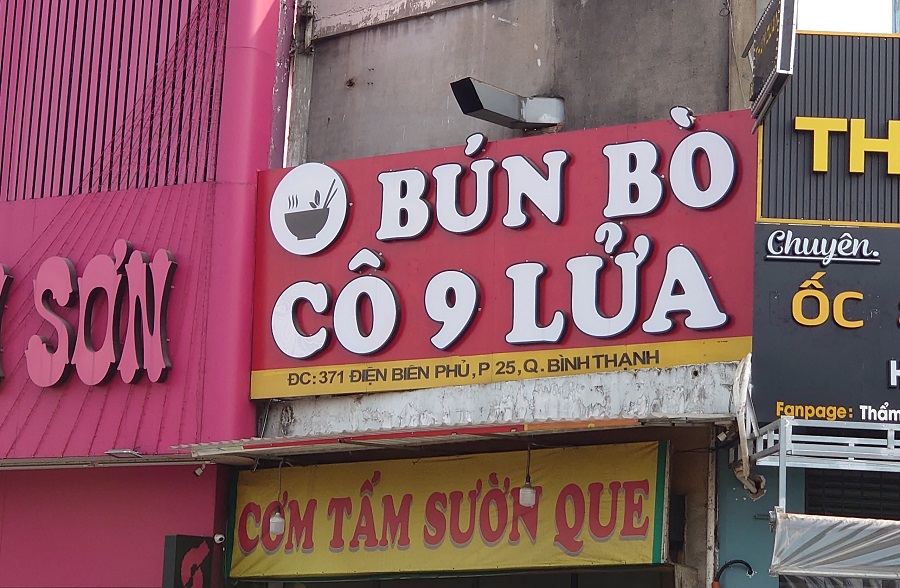 BÚN BÒ
CÔ 9 LỬA
ĐC: 371 ĐIỆN BIÊN PHỦ, P 25, Q. BÌNH THẠNH
CƠM TẤM SƯỜN QUE
SƠN
TH
Chuyên.
ỐC
Fanpage: Thẩm